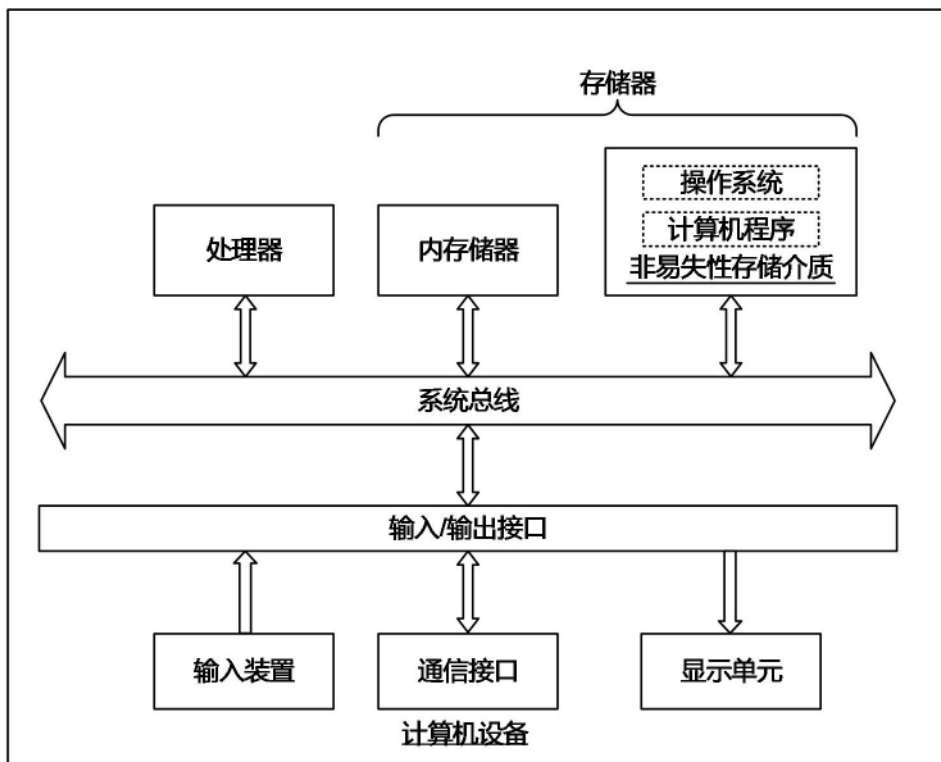 存储器
操作系统
计算机程序
非易失性存储介质
处理器
内存储器
系统总线
输入/输出接口
输入装置
通信接口
显示单元
计算机设备